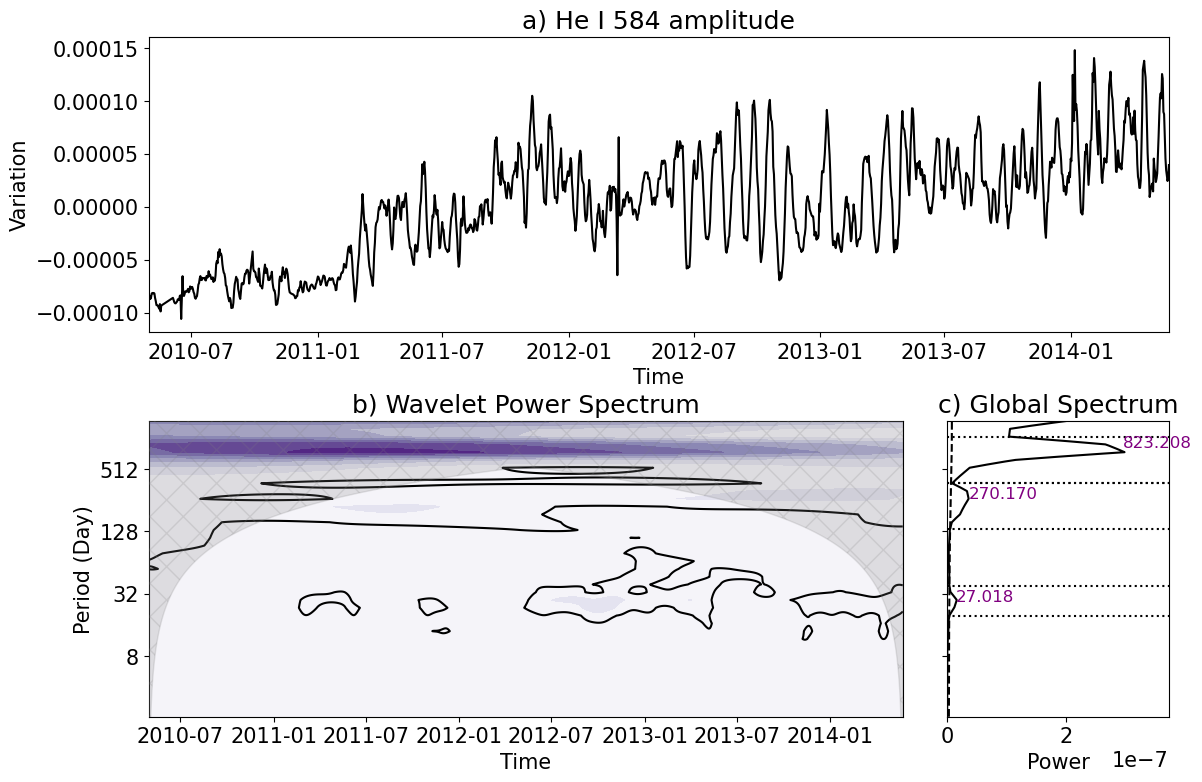 a) He I 584 amplitude
0.00015
0.00010
0.00005
0.00000
−0.00005
−0.00010
Variation
2010-07 2011-01 2011-07 2012-01 2012-07 2013-01 2013-07 2014-01
Time
b) Wavelet Power Spectrum
512
128
32
8
Period (Day)
2010-07 2011-01 2011-07 2012-01 2012-07 2013-01 2013-07 2014-01
Time
c) Global Spectrum
823.208
270.170
27.018
0 2
Power 1e−7